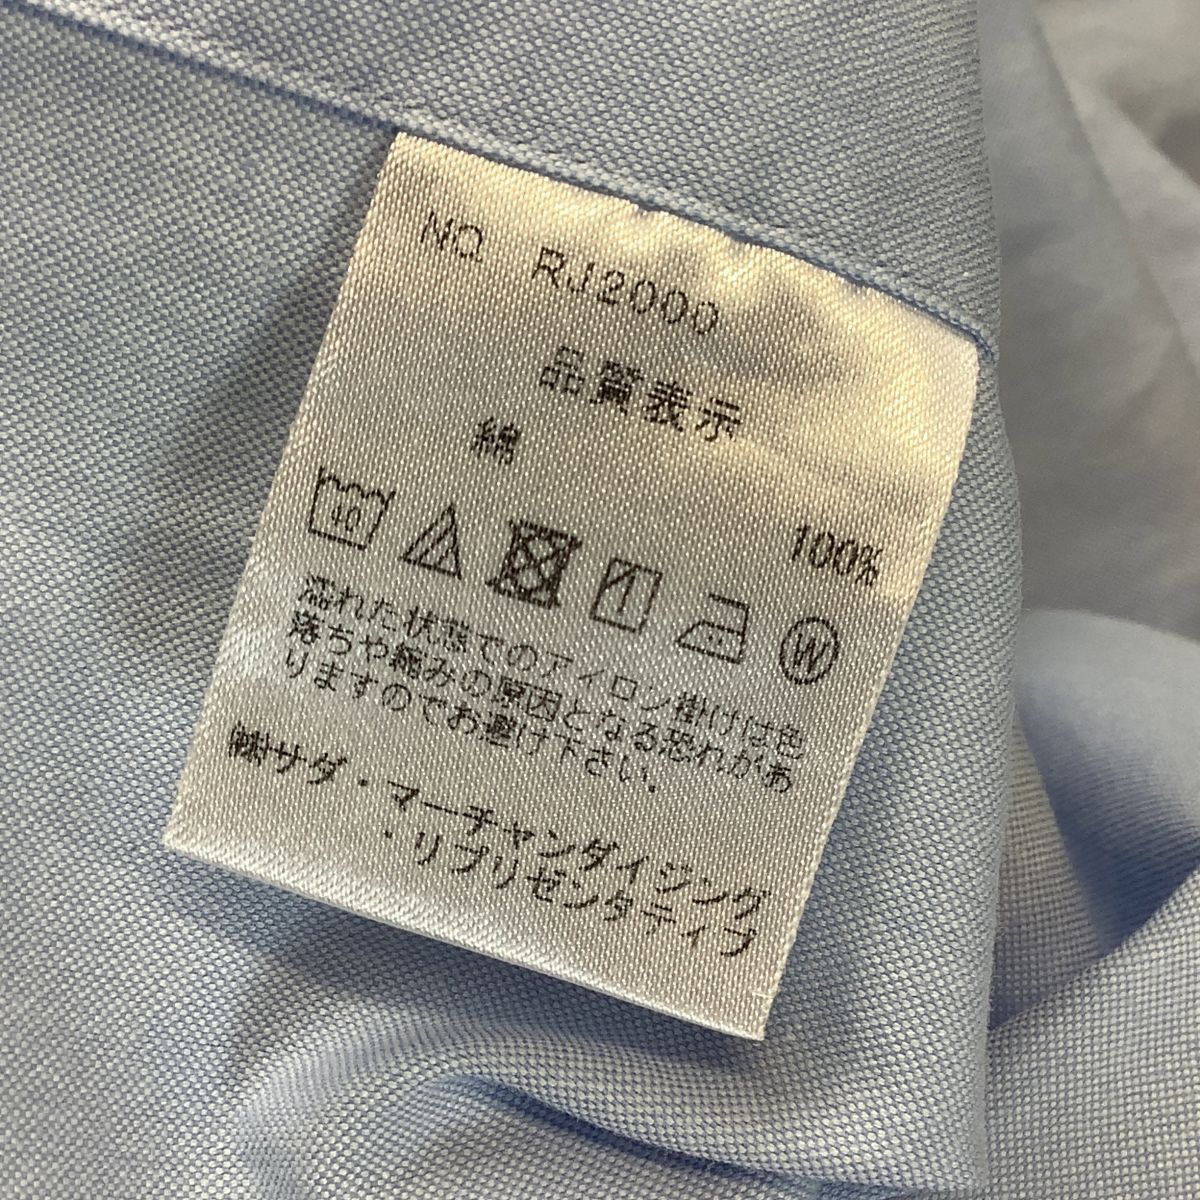 NO. RJ2000
品質表示
綿 100%
40
W
濡れた状態でのアイロン掛けは色
落ちや縮みの原因となる恐れがあ
りますのでお避け下さい。
㈱サダ・マーチャンダイジング
・リプリゼンタティブ